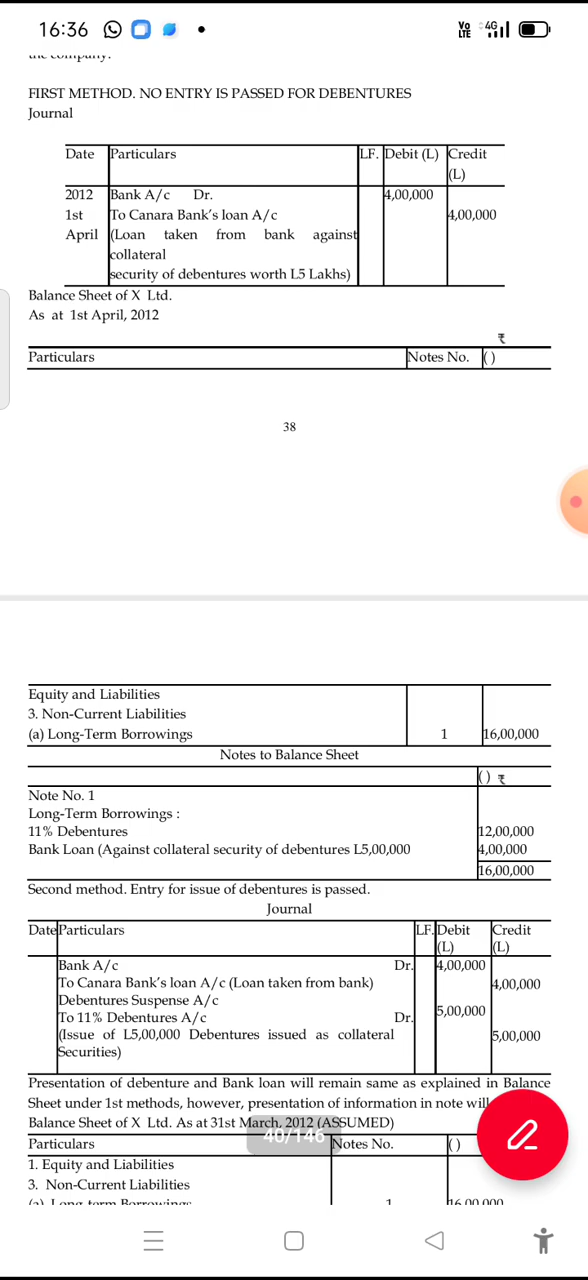 16:36
Vo LTE 4G
FIRST METHOD. NO ENTRY IS PASSED FOR DEBENTURES
Journal
Date Particulars LF. Debit (L) Credit
(L)
2012 Bank A/c Dr. 4,00,000
1st To Canara Bank's loan A/c 4,00,000
April (Loan taken from bank against
collateral
security of debentures worth L5 Lakhs)
Balance Sheet of X Ltd.
As at 1st April, 2012
₹
Particulars Notes No. ( )
38
Equity and Liabilities
3. Non-Current Liabilities
(a) Long-Term Borrowings 1 16,00,000
Notes to Balance Sheet
( ) ₹
Note No. 1
Long-Term Borrowings :
11% Debentures 12,00,000
Bank Loan (Against collateral security of debentures L5,00,000 4,00,000
16,00,000
Second method. Entry for issue of debentures is passed.
Journal
Date Particulars LF. Debit Credit
(L) (L)
Bank A/c Dr. 4,00,000
To Canara Bank's loan A/c (Loan taken from bank) 4,00,000
Debentures Suspense A/c
To 11% Debentures A/c Dr. 5,00,000
(Issue of L5,00,000 Debentures issued as collateral 5,00,000
Securities)
Presentation of debenture and Bank loan will remain same as explained in Balance
Sheet under 1st methods, however, presentation of information in note will
Balance Sheet of X Ltd. As at 31st March, 2012 (ASSUMED)
40/146
Particulars Notes No. ( )
1. Equity and Liabilities
3. Non-Current Liabilities
(a) Long-term Borrowings 1 16,00,000